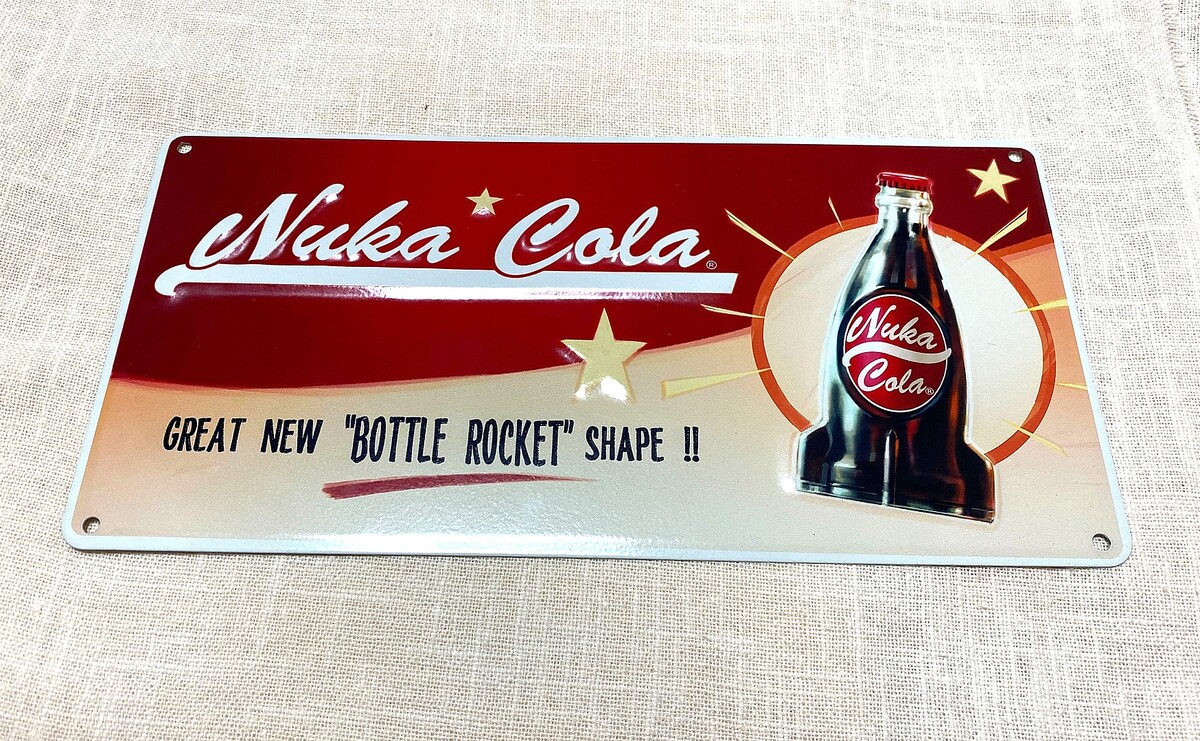 Nuka Cola®
GREAT NEW "BOTTLE ROCKET" SHAPE !!
Nuka
Cola®